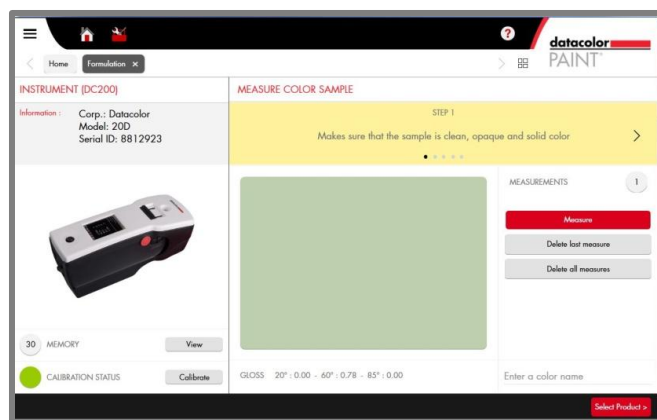 ?
datacolor
PAINT
Home
Formulation ×
INSTRUMENT (DC200)
MEASURE COLOR SAMPLE
Information :
Corp.: Datacolor
Model: 20D
Serial ID: 8812923
STEP 1
Makes sure that the sample is clean, opaque and solid color
MEASUREMENTS
1
Measure
Delete last measure
Delete all measures
30 MEMORY
View
CALIBRATION STATUS
Calibrate
GLOSS 20° : 0.00 - 60° : 0.78 - 85° : 0.00
Enter a color name
Select Product >